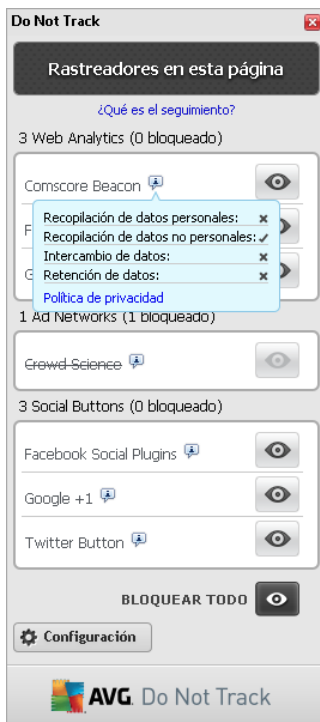 Do Not Track
Rastreadores en esta página
¿Qué es el seguimiento?
3 Web Analytics (0 bloqueado)
Comscore Beacon
Recopilación de datos personales:
Recopilación de datos no personales:
Intercambio de datos:
Retención de datos:
Política de privacidad
1 Ad Networks (1 bloqueado)
Crowd Science
3 Social Buttons (0 bloqueado)
Facebook Social Plugins
Google +1
Twitter Button
BLOQUEAR TODO
Configuración
AVG. Do Not Track